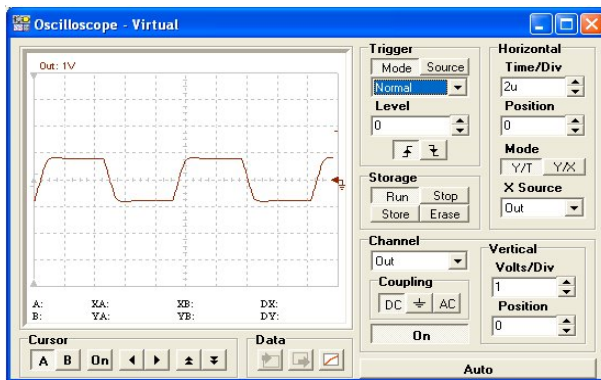 Oscilloscope - Virtual
Out: 1V
A: XA: XB: DX:
B: YA: YB: DY:
Cursor
A B On
Data
Trigger
Mode Source
Normal
Level
0
Storage
Run Stop
Store Erase
Channel
Out
Coupling
DC AC
On
Horizontal
Time/Div
2u
Position
0
Mode
Y/T Y/X
X Source
Out
Vertical
Volts/Div
1
Position
0
Auto